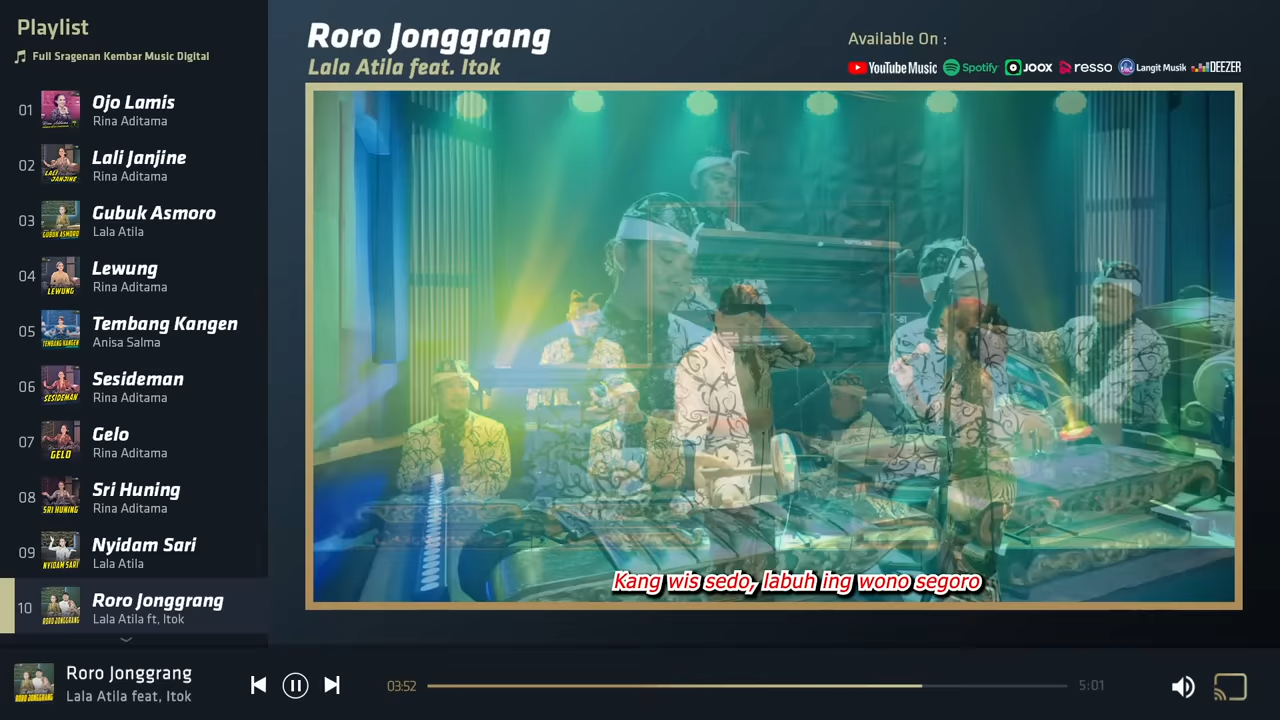 Playlist
Full Sragenan Kembar Music Digital
01
Ojo Lamis
Rina Aditama
02
Lali Janjine
Rina Aditama
03
Gubuk Asmoro
Lala Atila
04
Lewung
Rina Aditama
05
Tembang Kangen
Anisa Salma
06
Sesideman
Rina Aditama
07
Gelo
Rina Aditama
08
Sri Huning
Rina Aditama
09
Nyidam Sari
Lala Atila
10
Roro Jonggrang
Lala Atila ft, Itok
Roro Jonggrang
Lala Atila feat. Itok
Available On :
YouTube Music Spotify JOOX resso Langit Musik DEEZER
Kang wis sedo, labuh ing wono segoro
Roro Jonggrang
Lala Atila feat, Itok
03:52
5:01